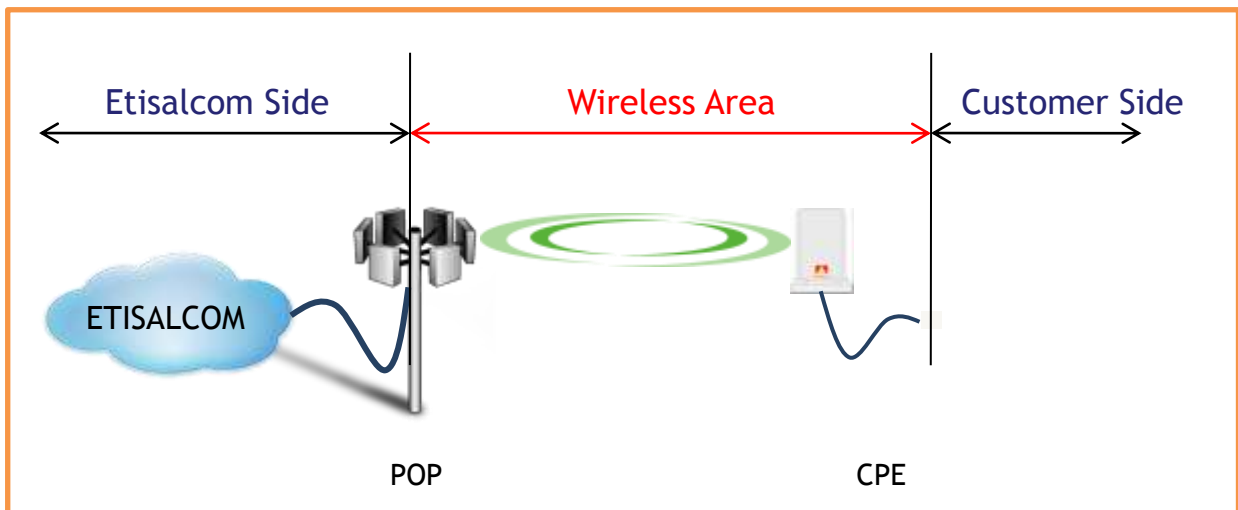 Etisalcom Side
Wireless Area
Customer Side
ETISALCOM
POP
CPE